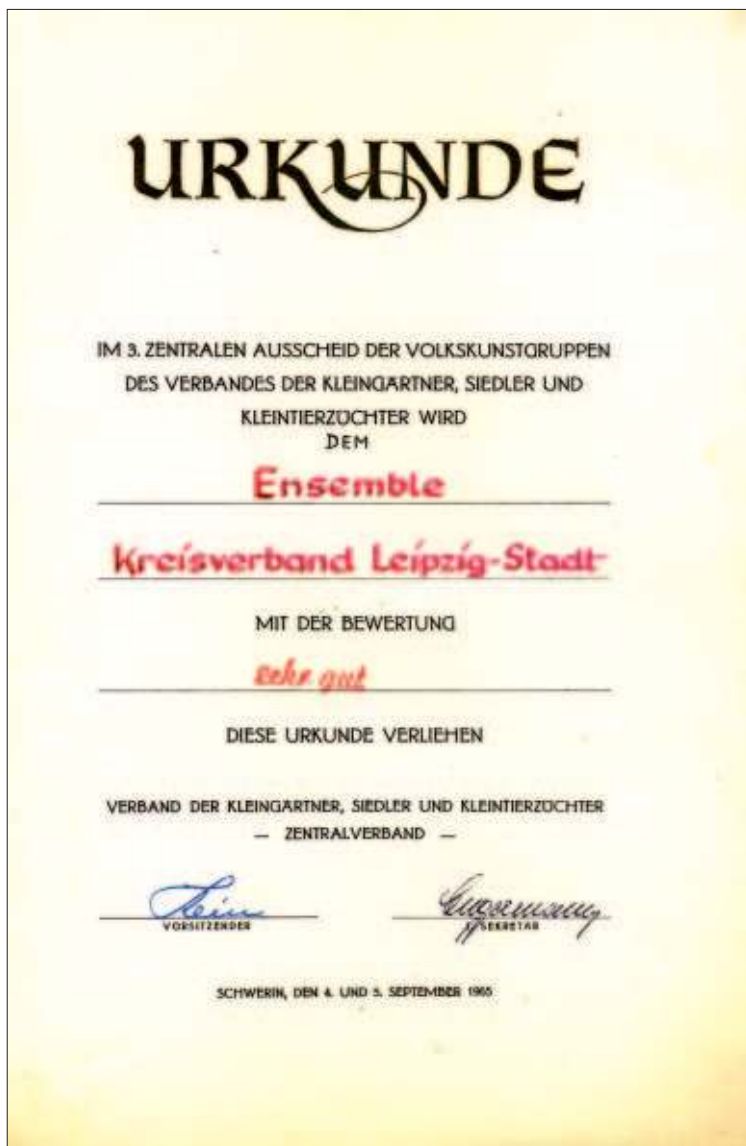 URKUNDE
IM 3. ZENTRALEN AUSSCHEID DER VOLKSKUNSTGRUPPEN
DES VERBANDES DER KLEINGÄRTNER, SIEDLER UND
KLEINTIERZÜCHTER WIRD
DEM
Ensemble
Kreisverband Leipzig-Stadt
MIT DER BEWERTUNG
sehr gut
DIESE URKUNDE VERLIEHEN
VERBAND DER KLEINGÄRTNER, SIEDLER UND KLEINTIERZÜCHTER
— ZENTRALVERBAND —
VORSITZENDER SEKRETÄR
SCHWERIN, DEN 4. UND 5. SEPTEMBER 1965